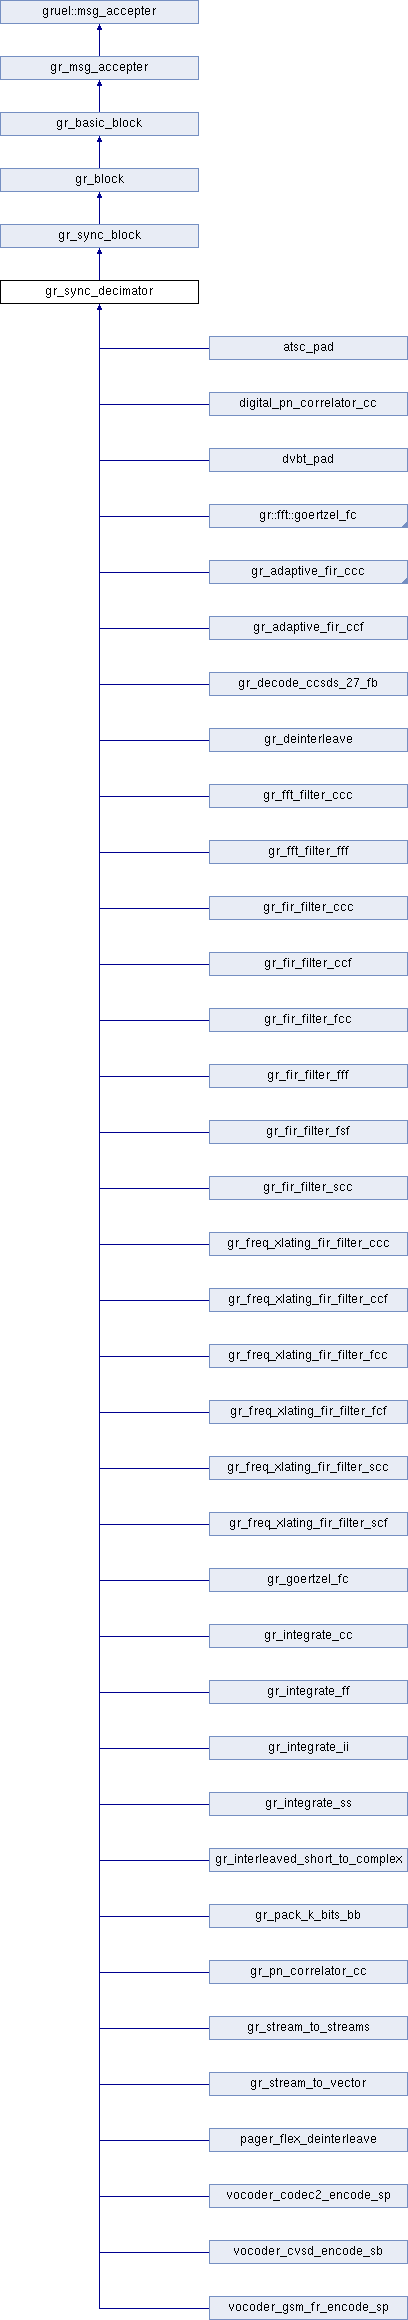 gruel::msg_accepter
gr_msg_accepter
gr_basic_block
gr_block
gr_sync_block
gr_sync_decimator
atsc_pad
digital_pn_correlator_cc
dvbt_pad
gr::fft::goertzel_fc
gr_adaptive_fir_ccc
gr_adaptive_fir_ccf
gr_decode_ccsds_27_fb
gr_deinterleave
gr_fft_filter_ccc
gr_fft_filter_fff
gr_fir_filter_ccc
gr_fir_filter_ccf
gr_fir_filter_fcc
gr_fir_filter_fff
gr_fir_filter_fsf
gr_fir_filter_scc
gr_freq_xlating_fir_filter_ccc
gr_freq_xlating_fir_filter_ccf
gr_freq_xlating_fir_filter_fcc
gr_freq_xlating_fir_filter_fcf
gr_freq_xlating_fir_filter_scc
gr_freq_xlating_fir_filter_scf
gr_goertzel_fc
gr_integrate_cc
gr_integrate_ff
gr_integrate_ii
gr_integrate_ss
gr_interleaved_short_to_complex
gr_pack_k_bits_bb
gr_pn_correlator_cc
gr_stream_to_streams
gr_stream_to_vector
pager_flex_deinterleave
vocoder_codec2_encode_sp
vocoder_cvsd_encode_sb
vocoder_gsm_fr_encode_sp